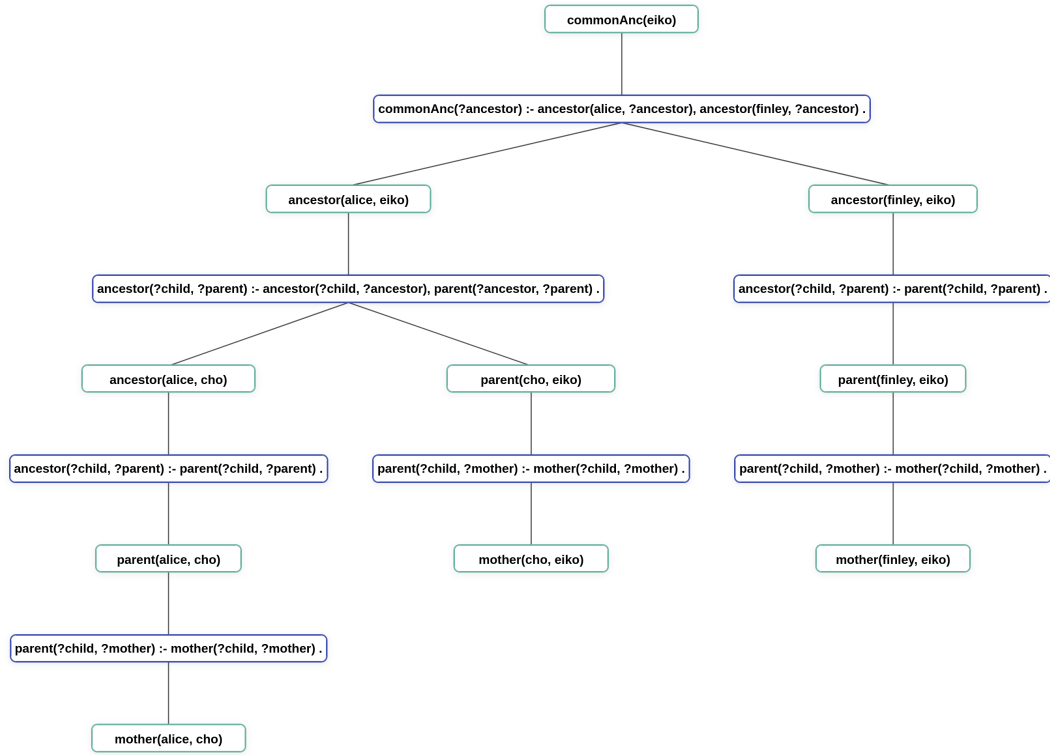 commonAnc(eiko)
commonAnc(?ancestor) :- ancestor(alice, ?ancestor), ancestor(finley, ?ancestor) .
ancestor(alice, eiko)
ancestor(finley, eiko)
ancestor(?child, ?parent) :- ancestor(?child, ?ancestor), parent(?ancestor, ?parent) .
ancestor(?child, ?parent) :- parent(?child, ?parent) .
ancestor(alice, cho)
parent(cho, eiko)
parent(finley, eiko)
ancestor(?child, ?parent) :- parent(?child, ?parent) .
parent(?child, ?mother) :- mother(?child, ?mother) .
parent(?child, ?mother) :- mother(?child, ?mother) .
parent(alice, cho)
mother(cho, eiko)
mother(finley, eiko)
parent(?child, ?mother) :- mother(?child, ?mother) .
mother(alice, cho)